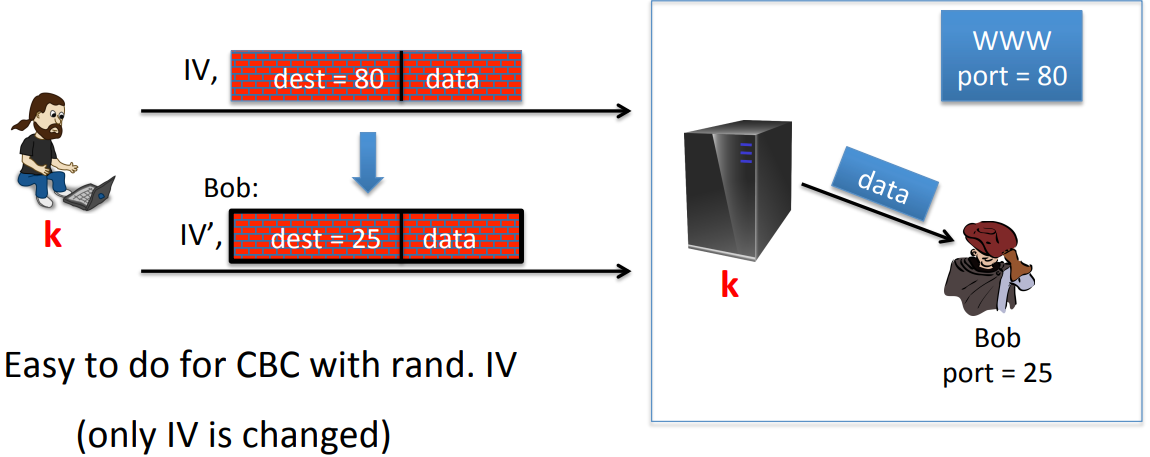 IV, dest = 80 data
k
Bob:
IV’, dest = 25 data
WWW
port = 80
data
k
Bob
port = 25
Easy to do for CBC with rand. IV
(only IV is changed)